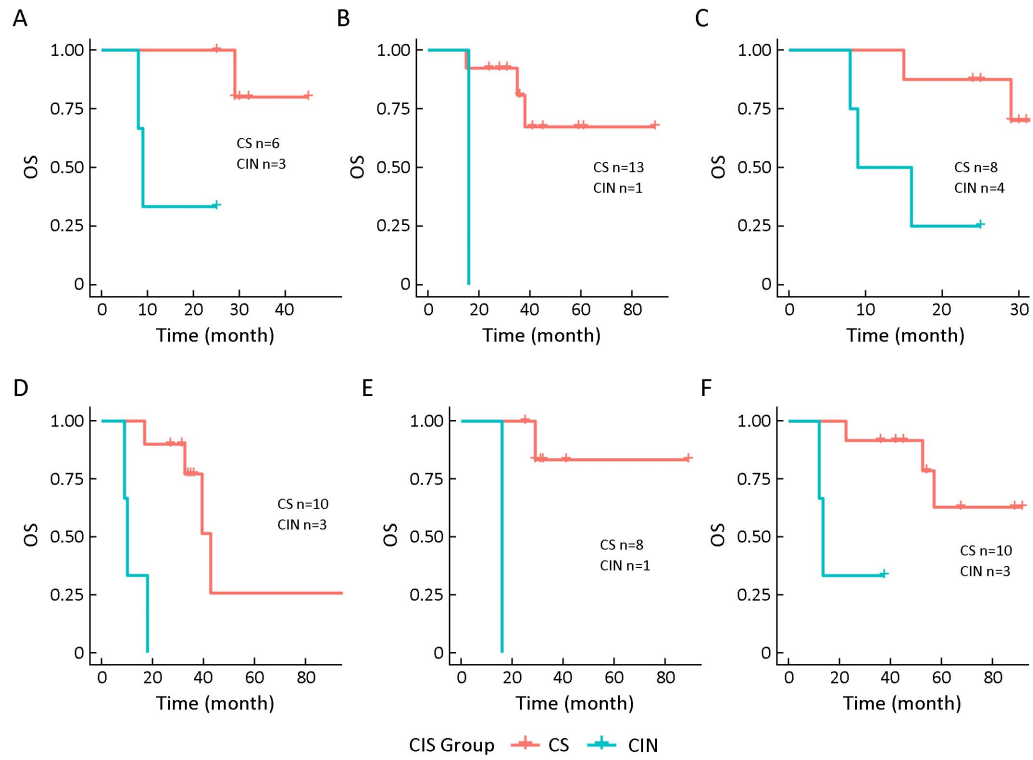 A
OS
1.00
0.75
0.50
0.25
0
CS n=6
CIN n=3
0 10 20 30 40
Time (month)
B
OS
1.00
0.75
0.50
0.25
0
CS n=13
CIN n=1
0 20 40 60 80
Time (month)
C
OS
1.00
0.75
0.50
0.25
0
CS n=8
CIN n=4
0 10 20 30
Time (month)
D
OS
1.00
0.75
0.50
0.25
0
CS n=10
CIN n=3
0 20 40 60 80
Time (month)
E
OS
1.00
0.75
0.50
0.25
0
CS n=8
CIN n=1
0 20 40 60 80
Time (month)
F
OS
1.00
0.75
0.50
0.25
0
CS n=10
CIN n=3
0 20 40 60 80
Time (month)
CIS Group CS CIN